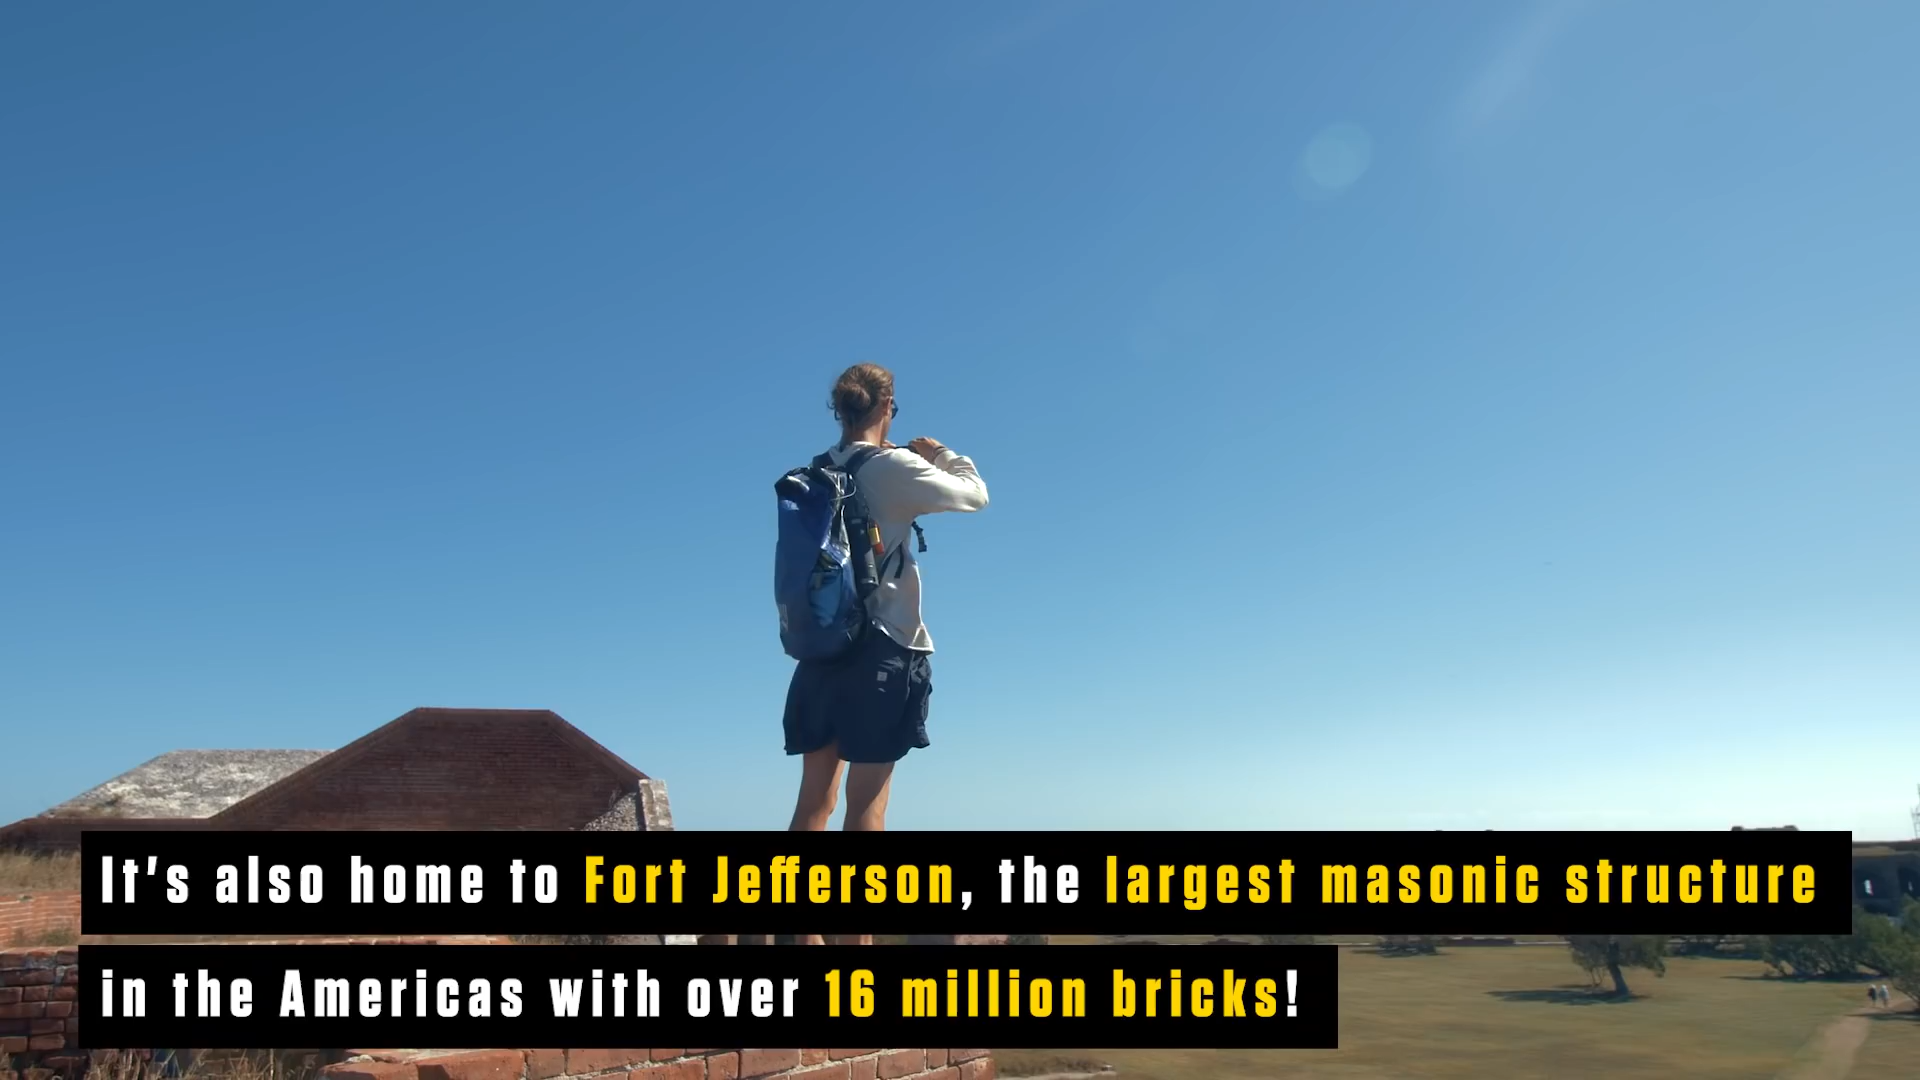 It's also home to Fort Jefferson, the largest masonic structure
in the Americas with over 16 million bricks!